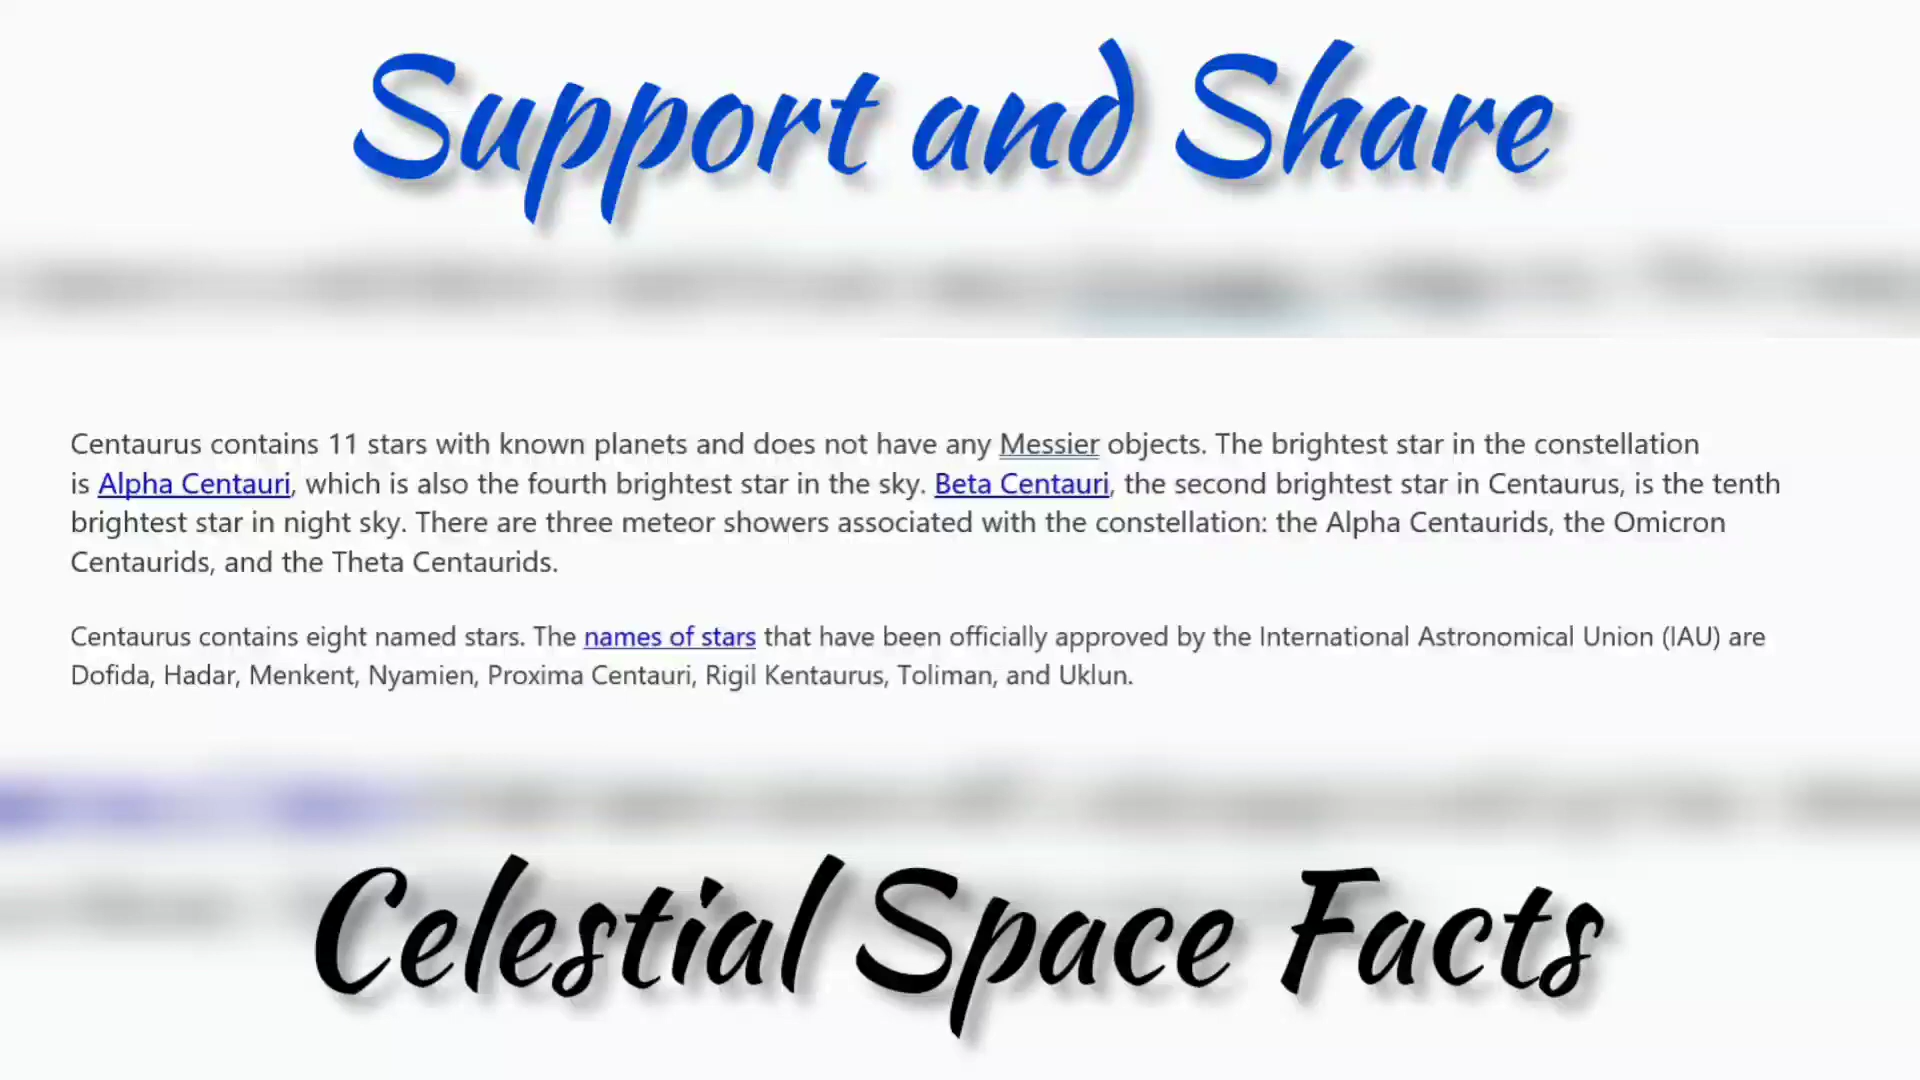 Support and Share
Centaurus contains 11 stars with known planets and does not have any Messier objects. The brightest star in the constellation
is Alpha Centauri, which is also the fourth brightest star in the sky. Beta Centauri, the second brightest star in Centaurus, is the tenth
brightest star in night sky. There are three meteor showers associated with the constellation: the Alpha Centaurids, the Omicron
Centaurids, and the Theta Centaurids.
Centaurus contains eight named stars. The names of stars that have been officially approved by the International Astronomical Union (IAU) are
Dofida, Hadar, Menkent, Nyamien, Proxima Centauri, Rigil Kentaurus, Toliman, and Uklun.
Celestial Space Facts